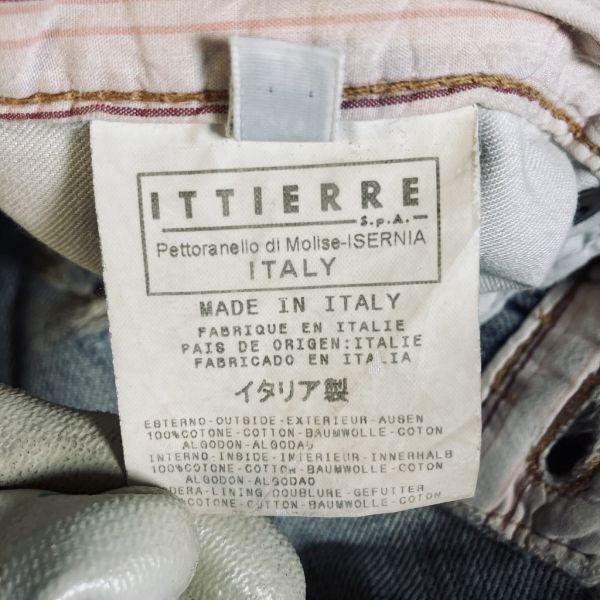 ITTIERRE
S.p.A.
Pettoranello di Molise-ISERNIA
ITALY
MADE IN ITALY
FABRIQUE EN ITALIE
PAIS DE ORIGEN:ITALIE
FABRICADO EN ITALIA
イタリア製
ESTERNO-OUTSIDE-EXTERIEUR-AUSEN
100%COTONE-COTTON-BAUMWOLLE-COTON
ALGODON-ALGODAO
INTERNO-INSIDE-INTERIEUR-INNERHALB
100%COTONE-COTTON-BAUMWOLLE-COTON
ALGODON-ALGODAO
DERA-LINING/DOUBLURE-GEFUTTER
%COTONE-COTTON-BAUMWOLLE-COTON